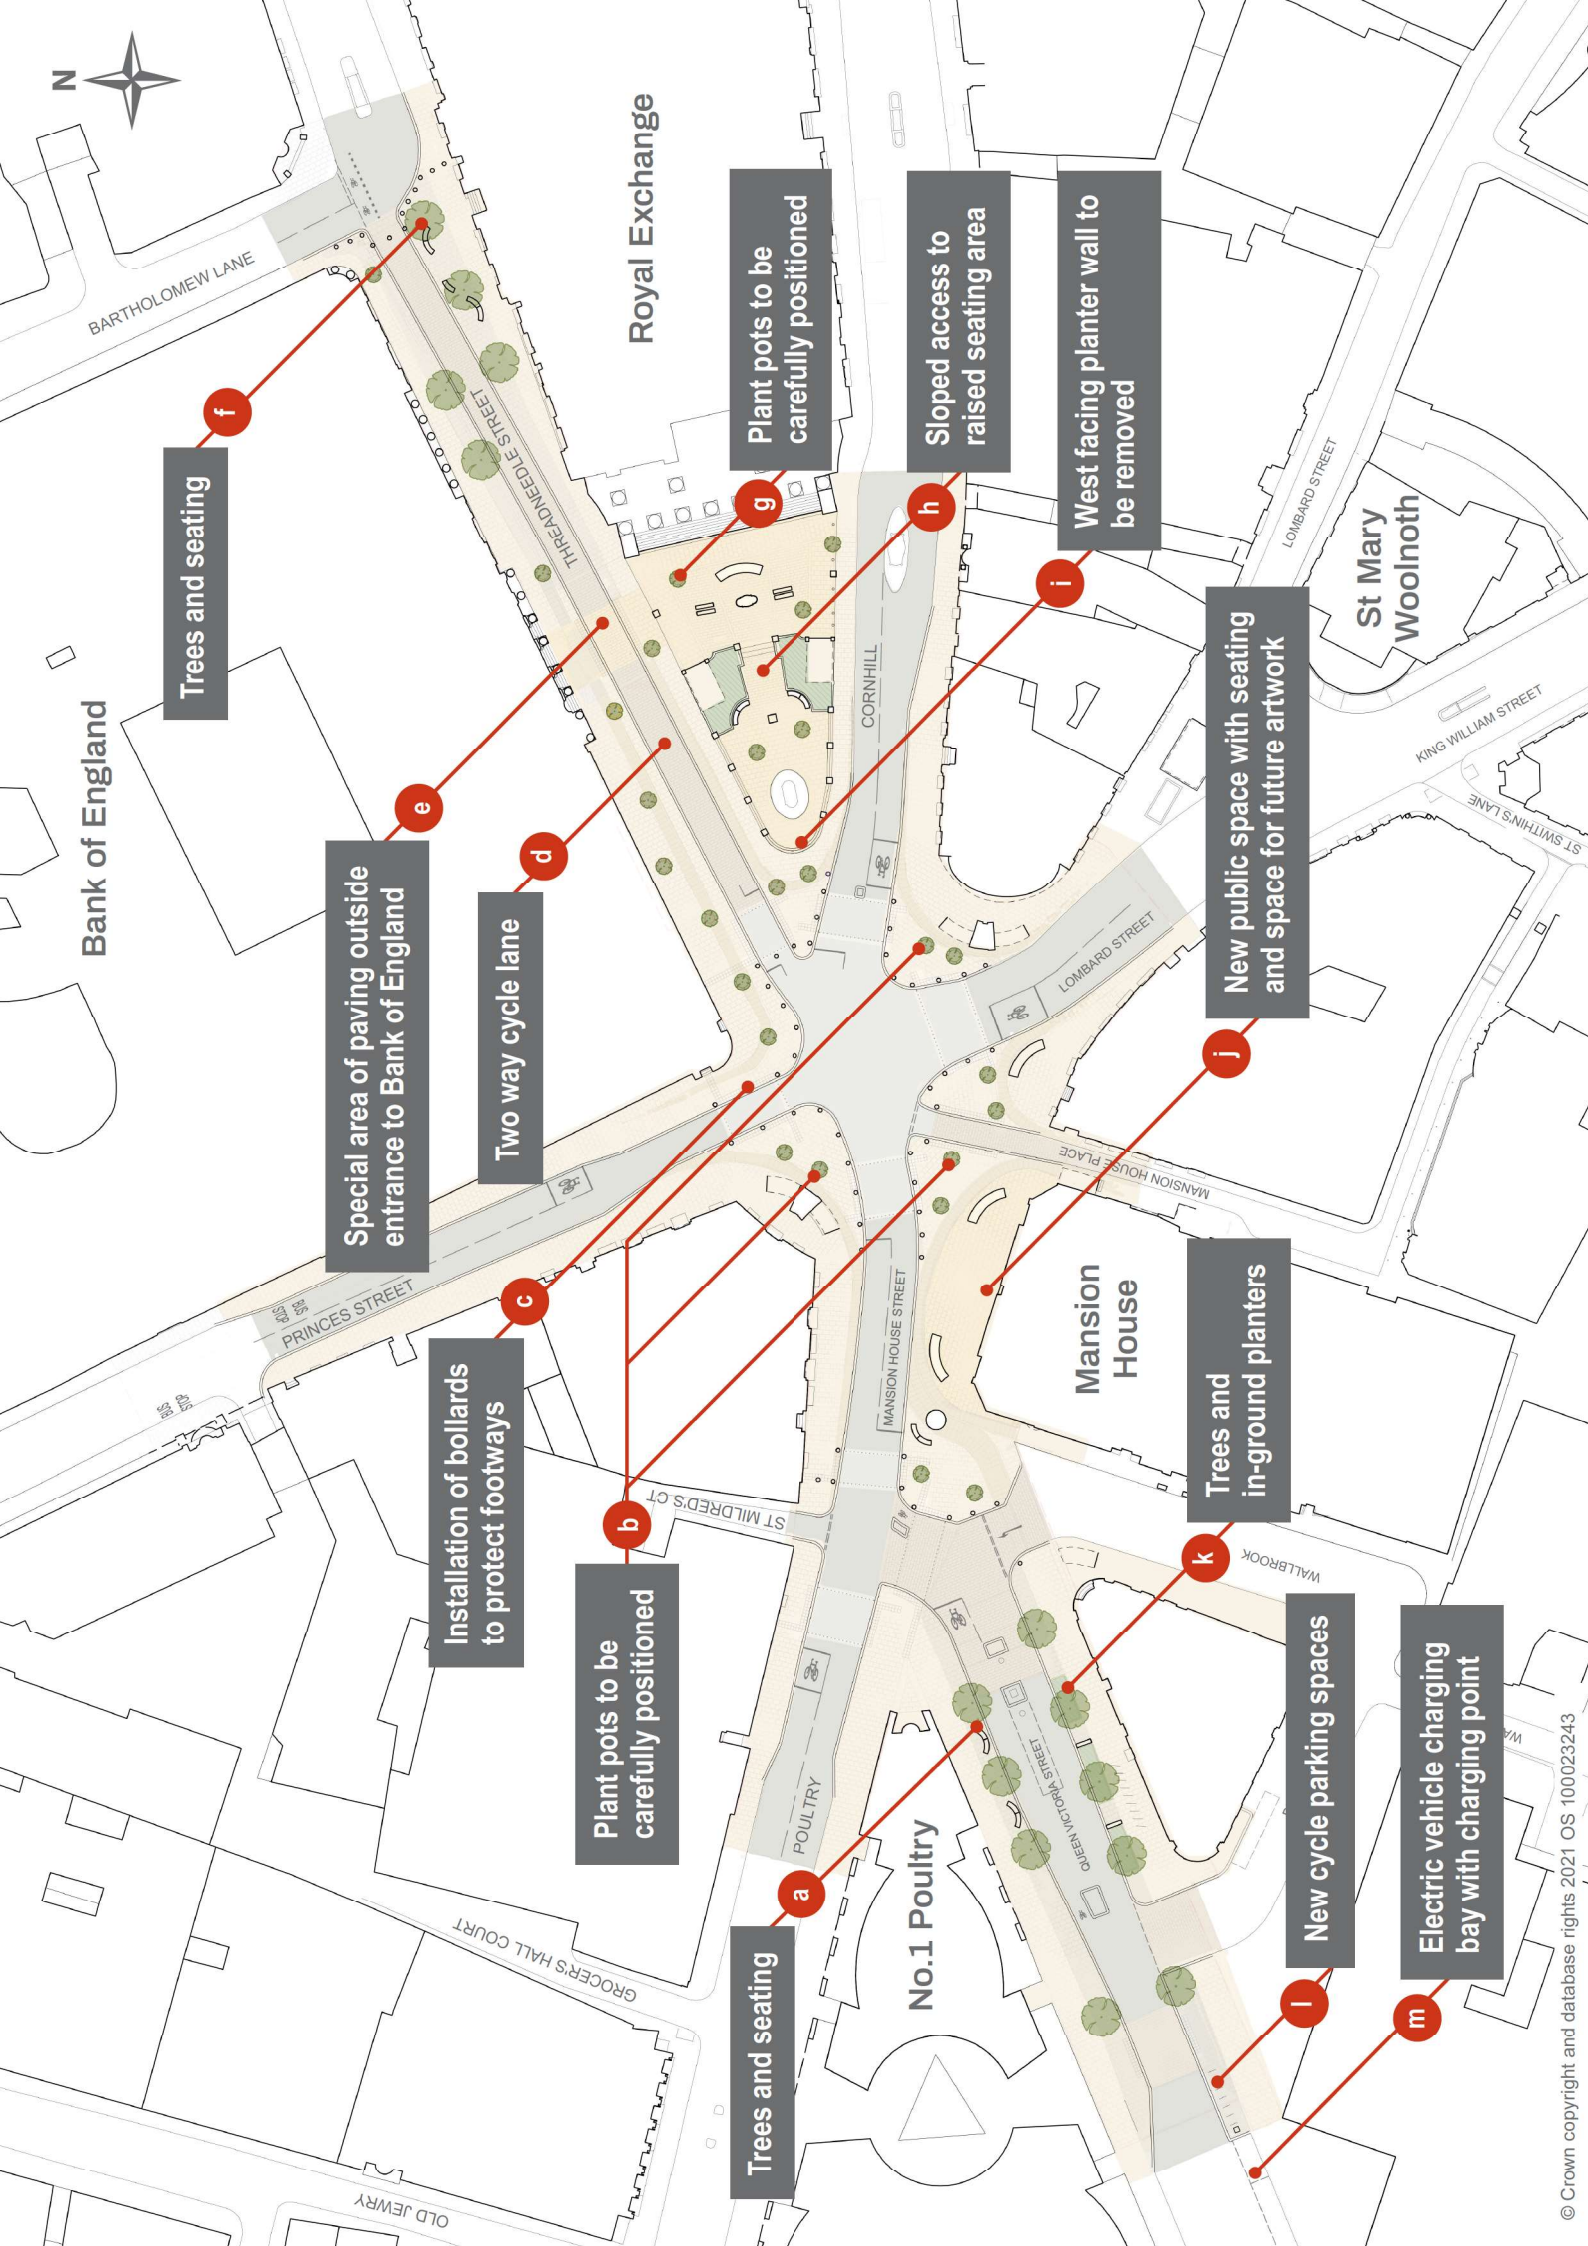 N
BARTHOLOMEW LANE
Bank of England
Royal Exchange
f
Trees and seating
THREADNEEDLE STREET
e
Special area of paving outside
entrance to Bank of England
d
Two way cycle lane
g
Plant pots to be
carefully positioned
h
Sloped access to
raised seating area
i
West facing planter wall to
be removed
CORNHILL
LOMBARD STREET
St Mary
Woolnoth
KING WILLIAM STREET
ST SWITHIN'S LANE
LOMBARD STREET
j
New public space with seating
and space for future artwork
PRINCES STREET
BUS
STOP
BUS
STOP
c
Installation of bollards
to protect footways
b
Plant pots to be
carefully positioned
MANSION HOUSE STREET
MANSION HOUSE PLACE
Mansion
House
ST MILDRED'S CT
k
Trees and
in-ground planters
WALLBROOK
POULTRY
GROCER'S HALL COURT
OLD JEWRY
a
Trees and seating
No.1 Poultry
QUEEN VICTORIA STREET
l
New cycle parking spaces
m
Electric vehicle charging
bay with charging point
WA
© Crown copyright and database rights 2021 OS 100023243